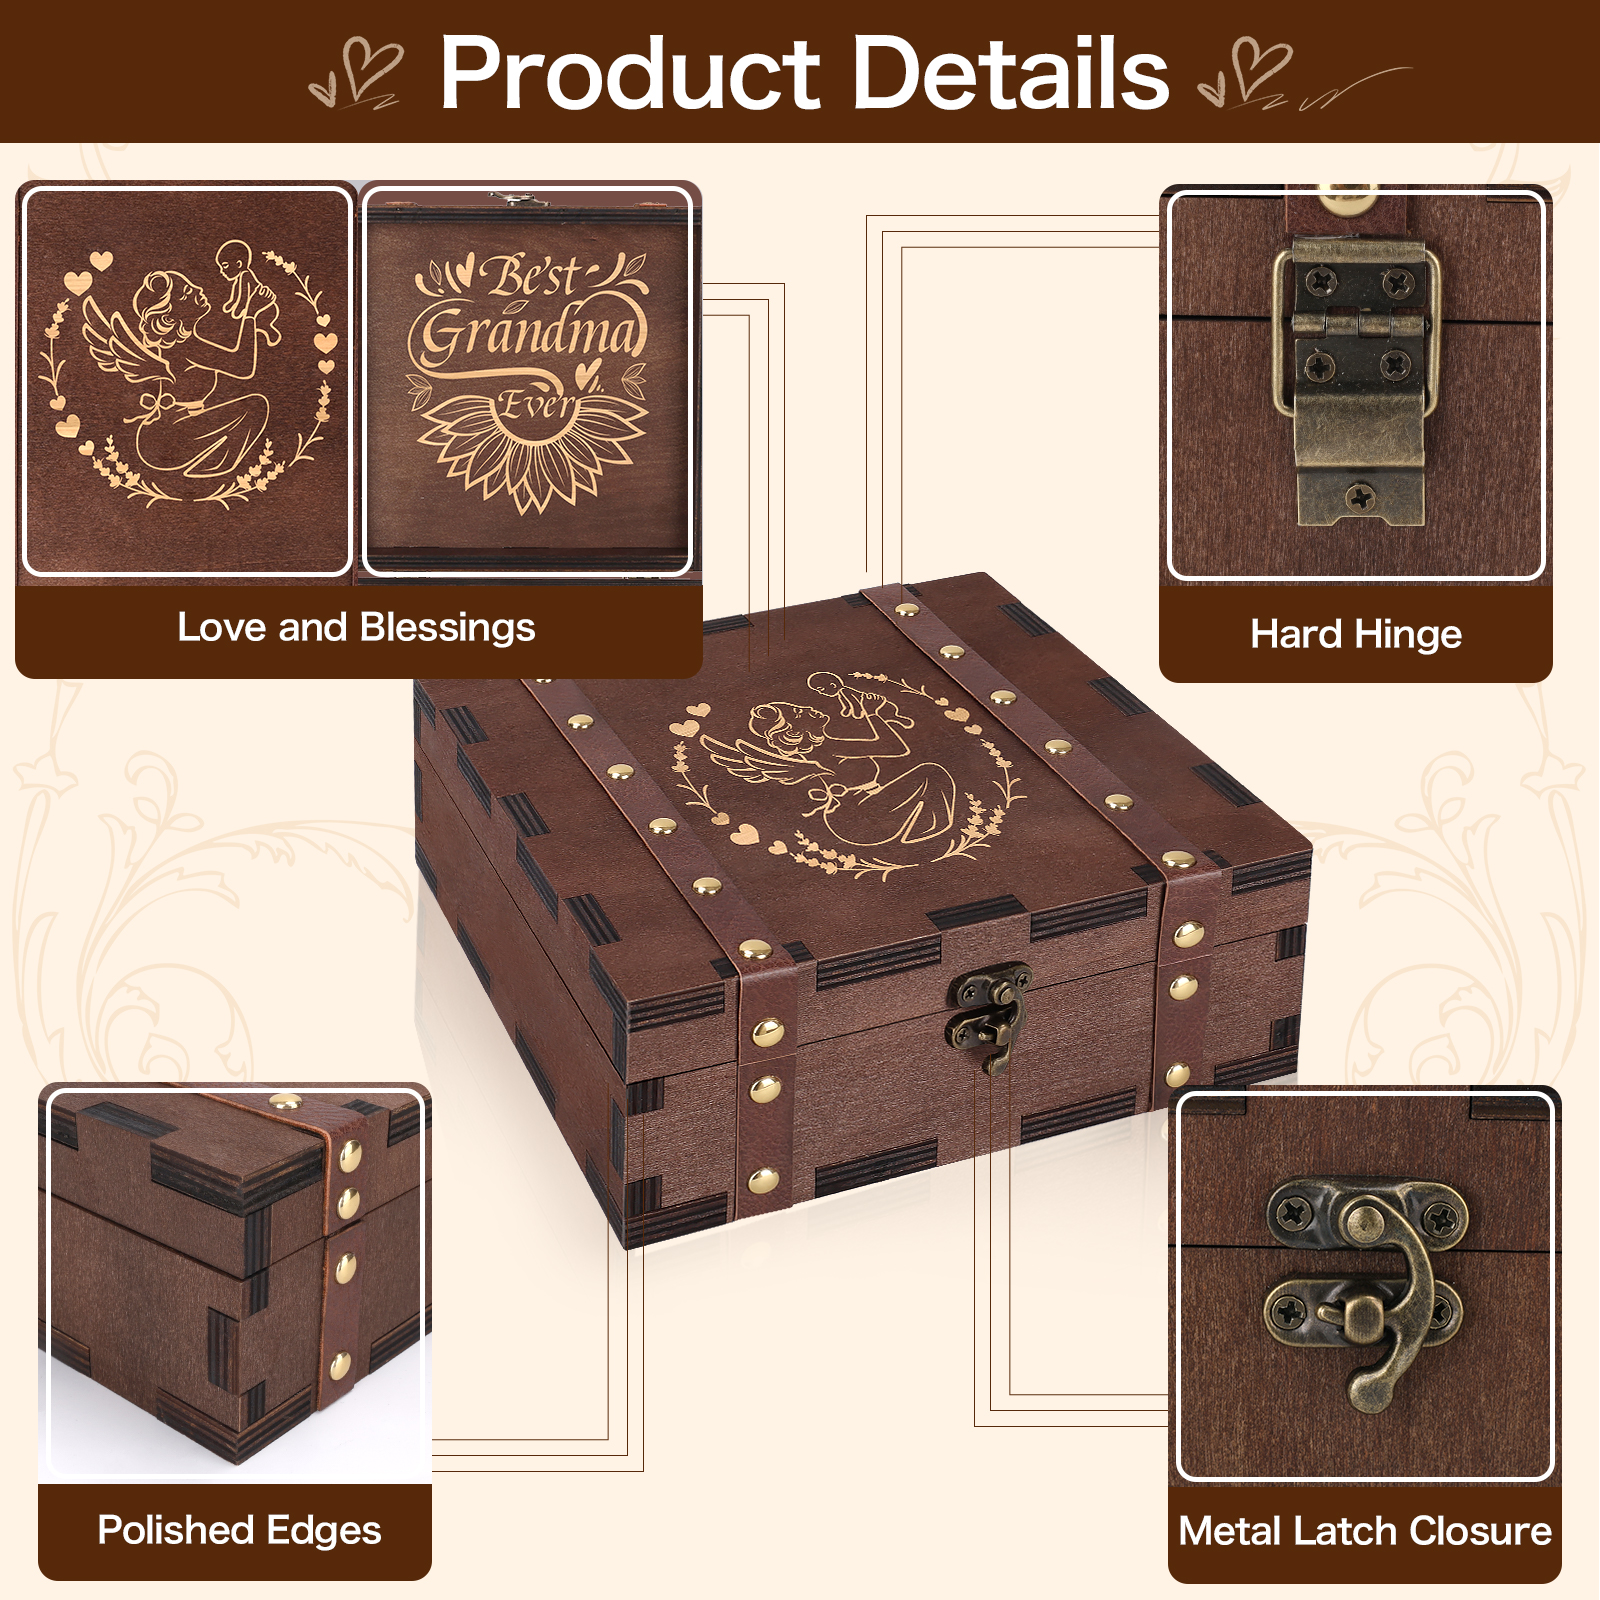 Product Details
Best
Grandma
Ever
Love and Blessings
Hard Hinge
Polished Edges
Metal Latch Closure